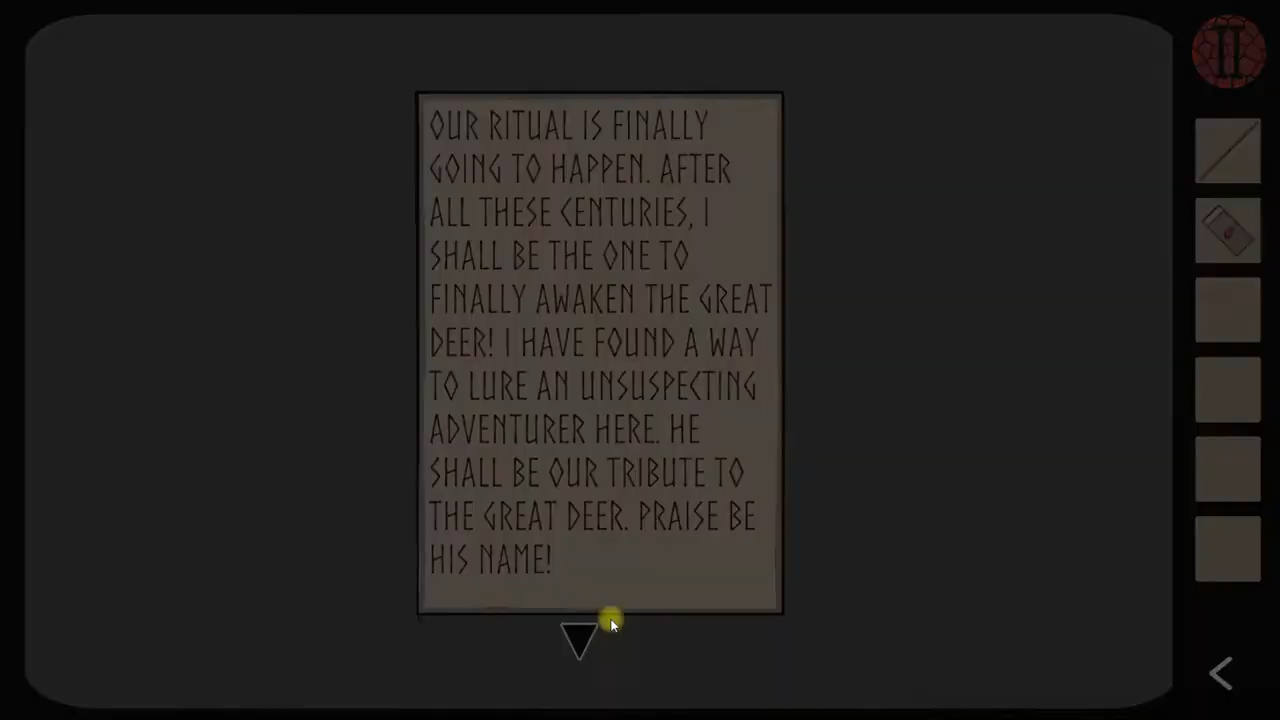 OUR RITUAL IS FINALLY
GOING TO HAPPEN. AFTER
ALL THESE CENTURIES, I
SHALL BE THE ONE TO
FINALLY AWAKEN THE GREAT
DEER! I HAVE FOUND A WAY
TO LURE AN UNSUSPECTING
ADVENTURER HERE. HE
SHALL BE OUR TRIBUTE TO
THE GREAT DEER. PRAISE BE
HIS NAME!